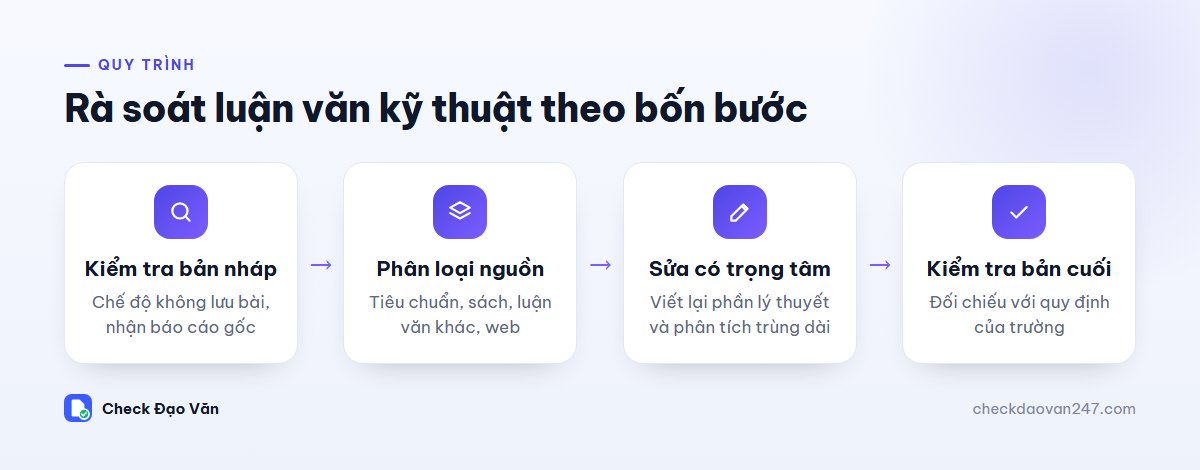 QUY TRÌNH
Rà soát luận văn kỹ thuật theo bốn bước
Kiểm tra bản nháp
Chế độ không lưu bài,
nhận báo cáo gốc
Phân loại nguồn
Tiêu chuẩn, sách, luận
văn khác, web
Sửa có trọng tâm
Viết lại phần lý thuyết
và phân tích trùng dài
Kiểm tra bản cuối
Đối chiếu với quy định
của trường
Check Đạo Văn
checkdaovan247.com